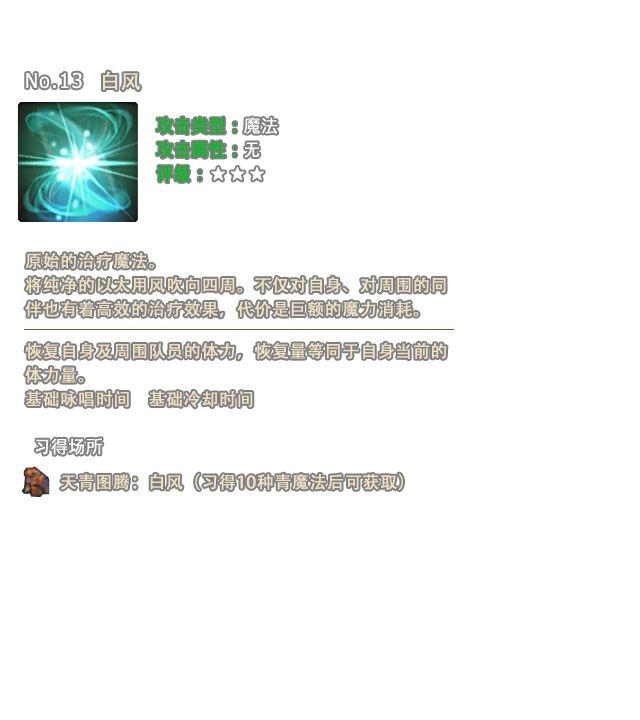 No.13 白风
攻击类型：魔法
攻击属性：无
评级：☆☆☆
原始的治疗魔法。
将纯净的以太用风吹向四周。不仅对自身、对周围的同
伴也有着高效的治疗效果，代价是巨额的魔力消耗。
恢复自身及周围队员的体力，恢复量等同于自身当前的
体力量。
基础咏唱时间 基础冷却时间
习得场所
天青图腾：白风（习得10种青魔法后可获取）